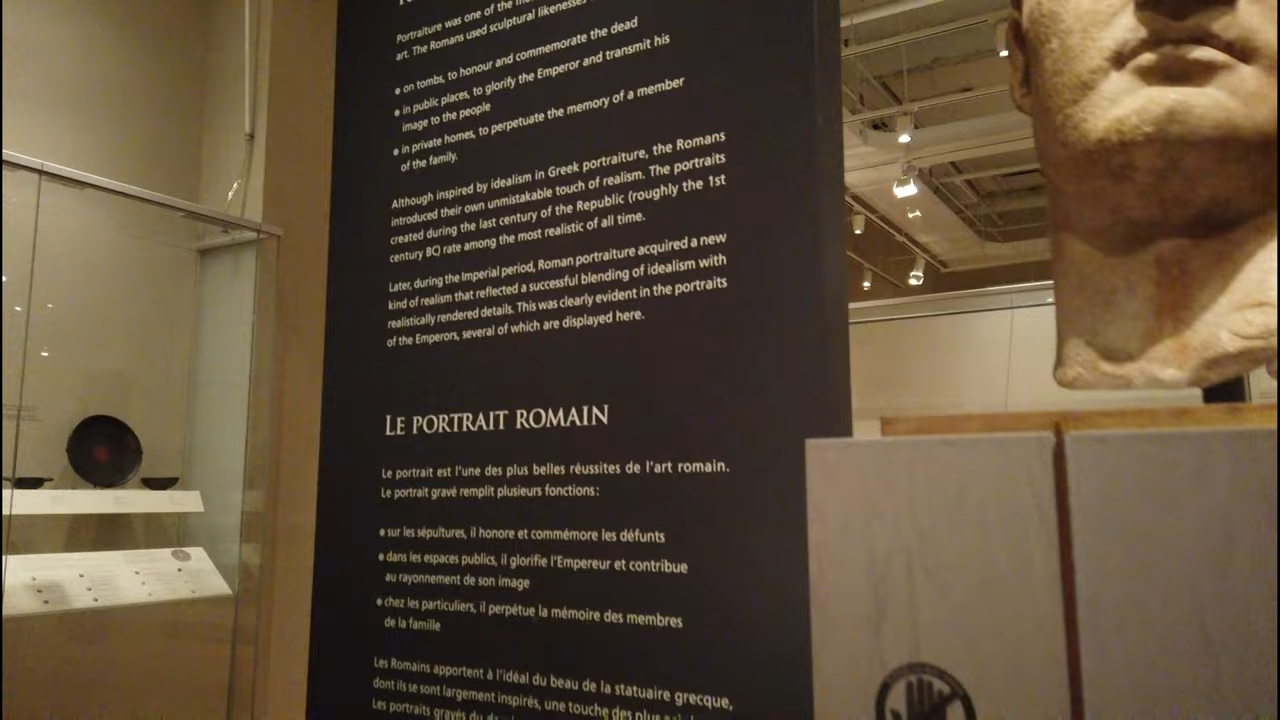 Portraiture was one of the
art. The Romans used sculptural likenesses
• on tombs, to honour and commemorate the dead
• in public places, to glorify the Emperor and transmit his
image to the people
• in private homes, to perpetuate the memory of a member
of the family.
Although inspired by idealism in Greek portraiture, the Romans
introduced their own unmistakable touch of realism. The portraits
created during the last century of the Republic (roughly the 1st
century BC) rate among the most realistic of all time.
Later, during the Imperial period, Roman portraiture acquired a new
kind of realism that reflected a successful blending of idealism with
realistically rendered details. This was clearly evident in the portraits
of the Emperors, several of which are displayed here.
LE PORTRAIT ROMAIN
Le portrait est l'une des plus belles réussites de l'art romain.
Le portrait gravé remplit plusieurs fonctions:
• sur les sépultures, il honore et commémore les défunts
• dans les espaces publics, il glorifie l'Empereur et contribue
au rayonnement de son image
• chez les particuliers, il perpétue la mémoire des membres
de la famille
Les Romains apportent à l'idéal du beau de la statuaire grecque,
dont ils se sont largement inspirés, une touche des plus
Les portraits gravés du